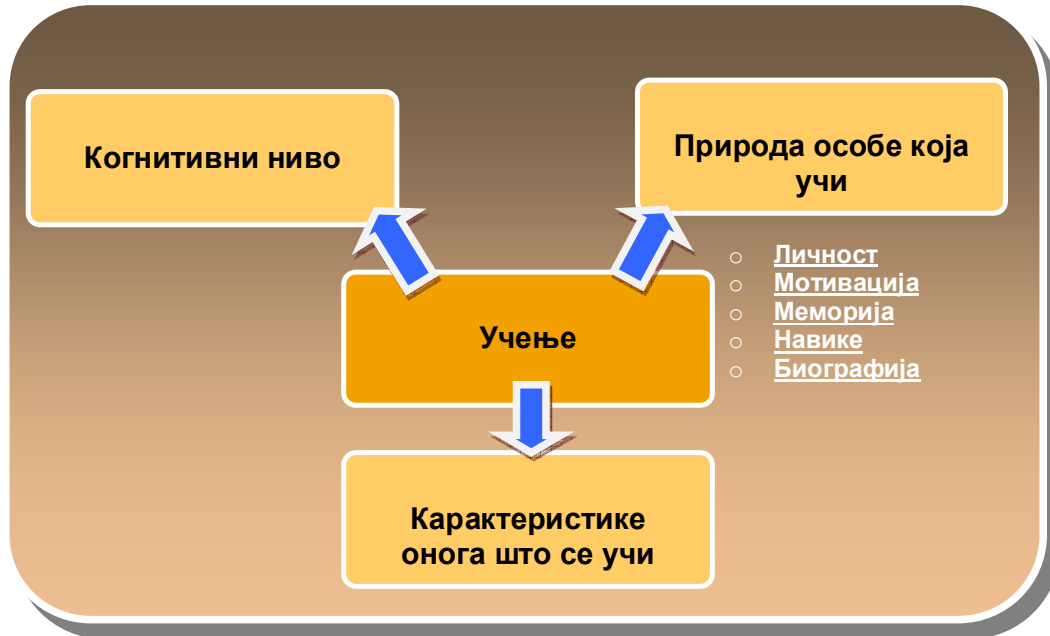 Когнитивни ниво
Природа особе која
учи
o Личност
o Мотивација
o Меморија
o Навике
o Биографија
Учење
Карактеристике
онога што се учи